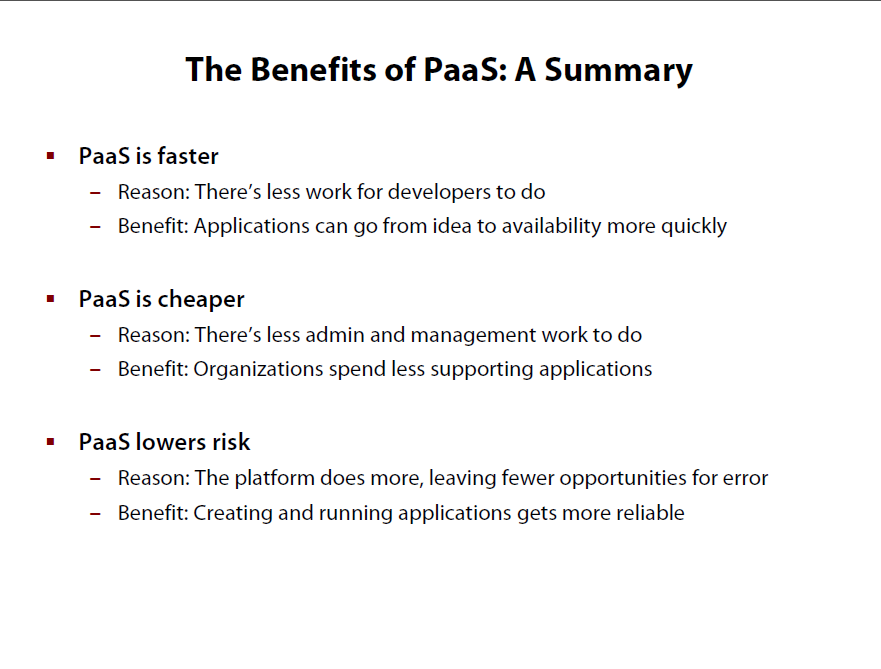 The Benefits of PaaS: A Summary
▪ PaaS is faster
– Reason: There’s less work for developers to do
– Benefit: Applications can go from idea to availability more quickly
▪ PaaS is cheaper
– Reason: There’s less admin and management work to do
– Benefit: Organizations spend less supporting applications
▪ PaaS lowers risk
– Reason: The platform does more, leaving fewer opportunities for error
– Benefit: Creating and running applications gets more reliable